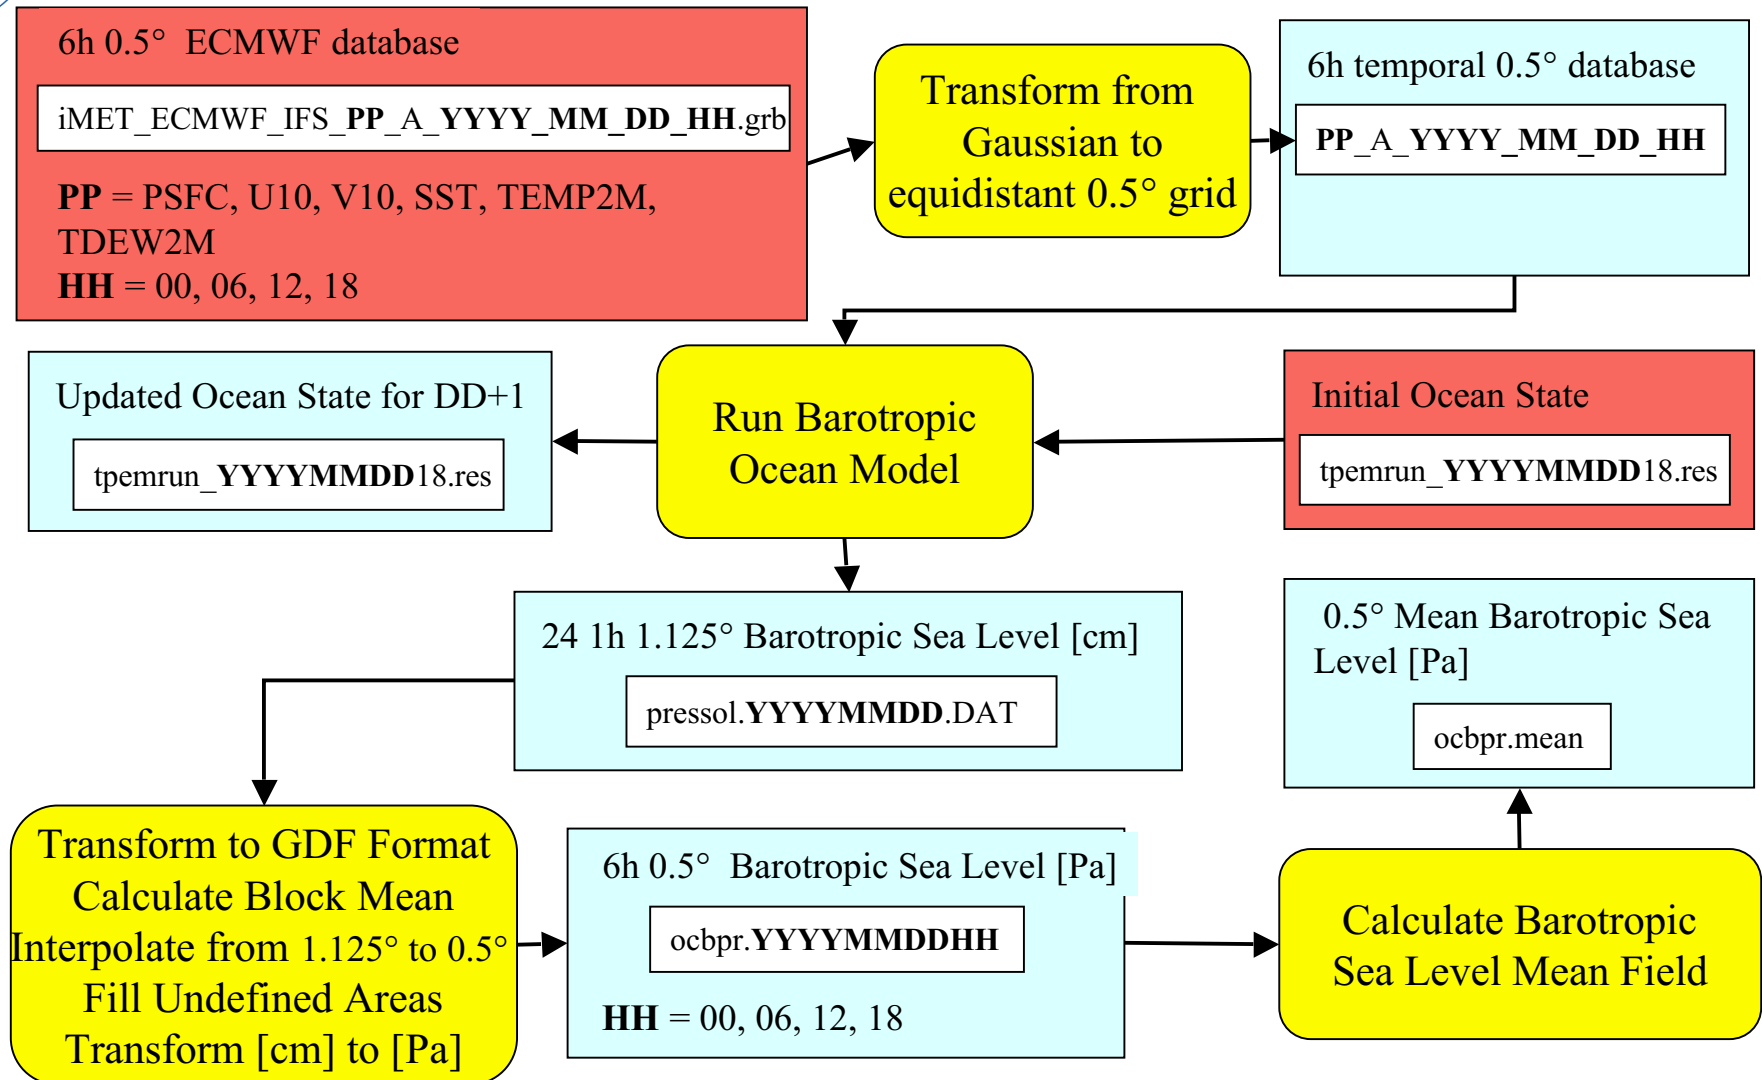 6h 0.5° ECMWF database
iMET_ECMWF_IFS_PP_A_YYYY_MM_DD_HH.grb
PP = PSFC, U10, V10, SST, TEMP2M,
TDEW2M
HH = 00, 06, 12, 18
Transform from
Gaussian to
equidistant 0.5° grid
6h temporal 0.5° database
PP_A_YYYY_MM_DD_HH
Updated Ocean State for DD+1
tpemrun_YYYYMMDD18.res
Run Barotropic
Ocean Model
Initial Ocean State
tpemrun_YYYYMMDD18.res
24 1h 1.125° Barotropic Sea Level [cm]
pressol.YYYYMMDD.DAT
0.5° Mean Barotropic Sea
Level [Pa]
ocbpr.mean
Transform to GDF Format
Calculate Block Mean
Interpolate from 1.125° to 0.5°
Fill Undefined Areas
Transform [cm] to [Pa]
6h 0.5° Barotropic Sea Level [Pa]
ocbpr.YYYYMMDDHH
HH = 00, 06, 12, 18
Calculate Barotropic
Sea Level Mean Field